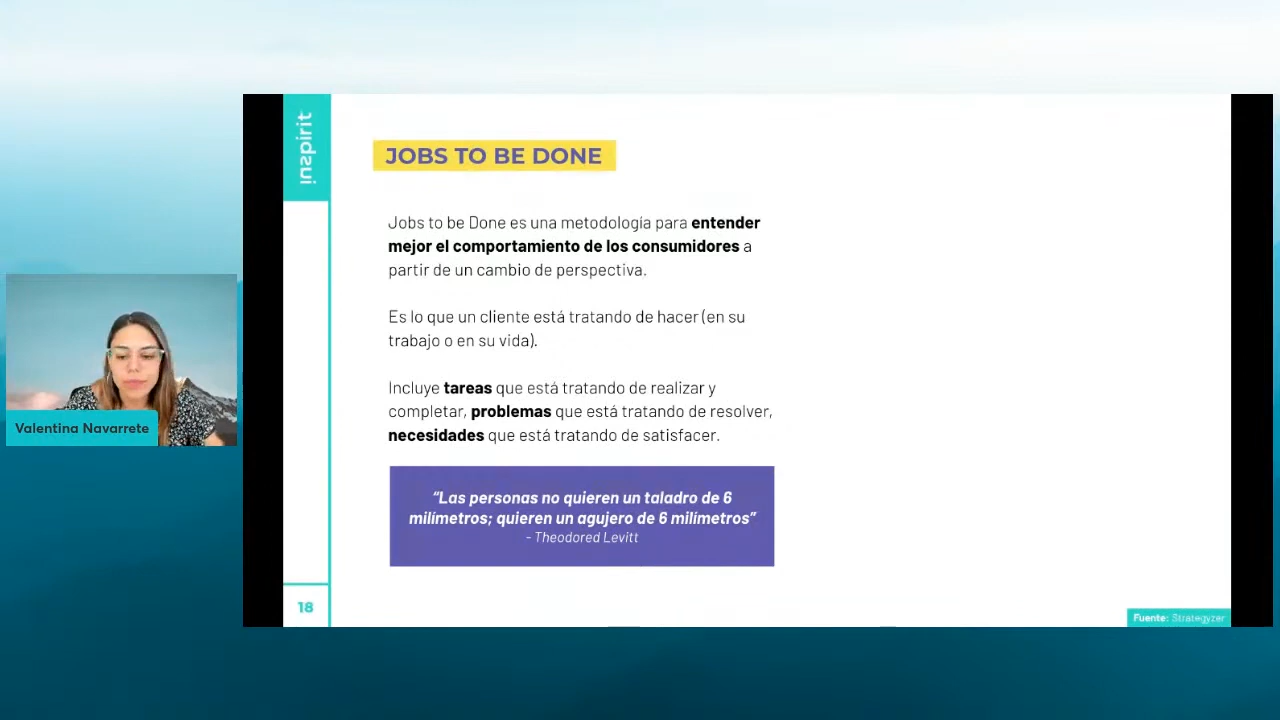 inspirit
JOBS TO BE DONE
Jobs to be Done es una metodología para entender
mejor el comportamiento de los consumidores a
partir de un cambio de perspectiva.
Es lo que un cliente está tratando de hacer (en su
trabajo o en su vida).
Incluye tareas que está tratando de realizar y
completar, problemas que está tratando de resolver,
necesidades que está tratando de satisfacer.
Valentina Navarrete
“Las personas no quieren un taladro de 6
milímetros; quieren un agujero de 6 milímetros”
- Theodored Levitt
18
Fuente: Strategyzer